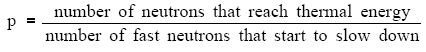 p = number of neutrons that reach thermal energy
number of fast neutrons that start to slow down